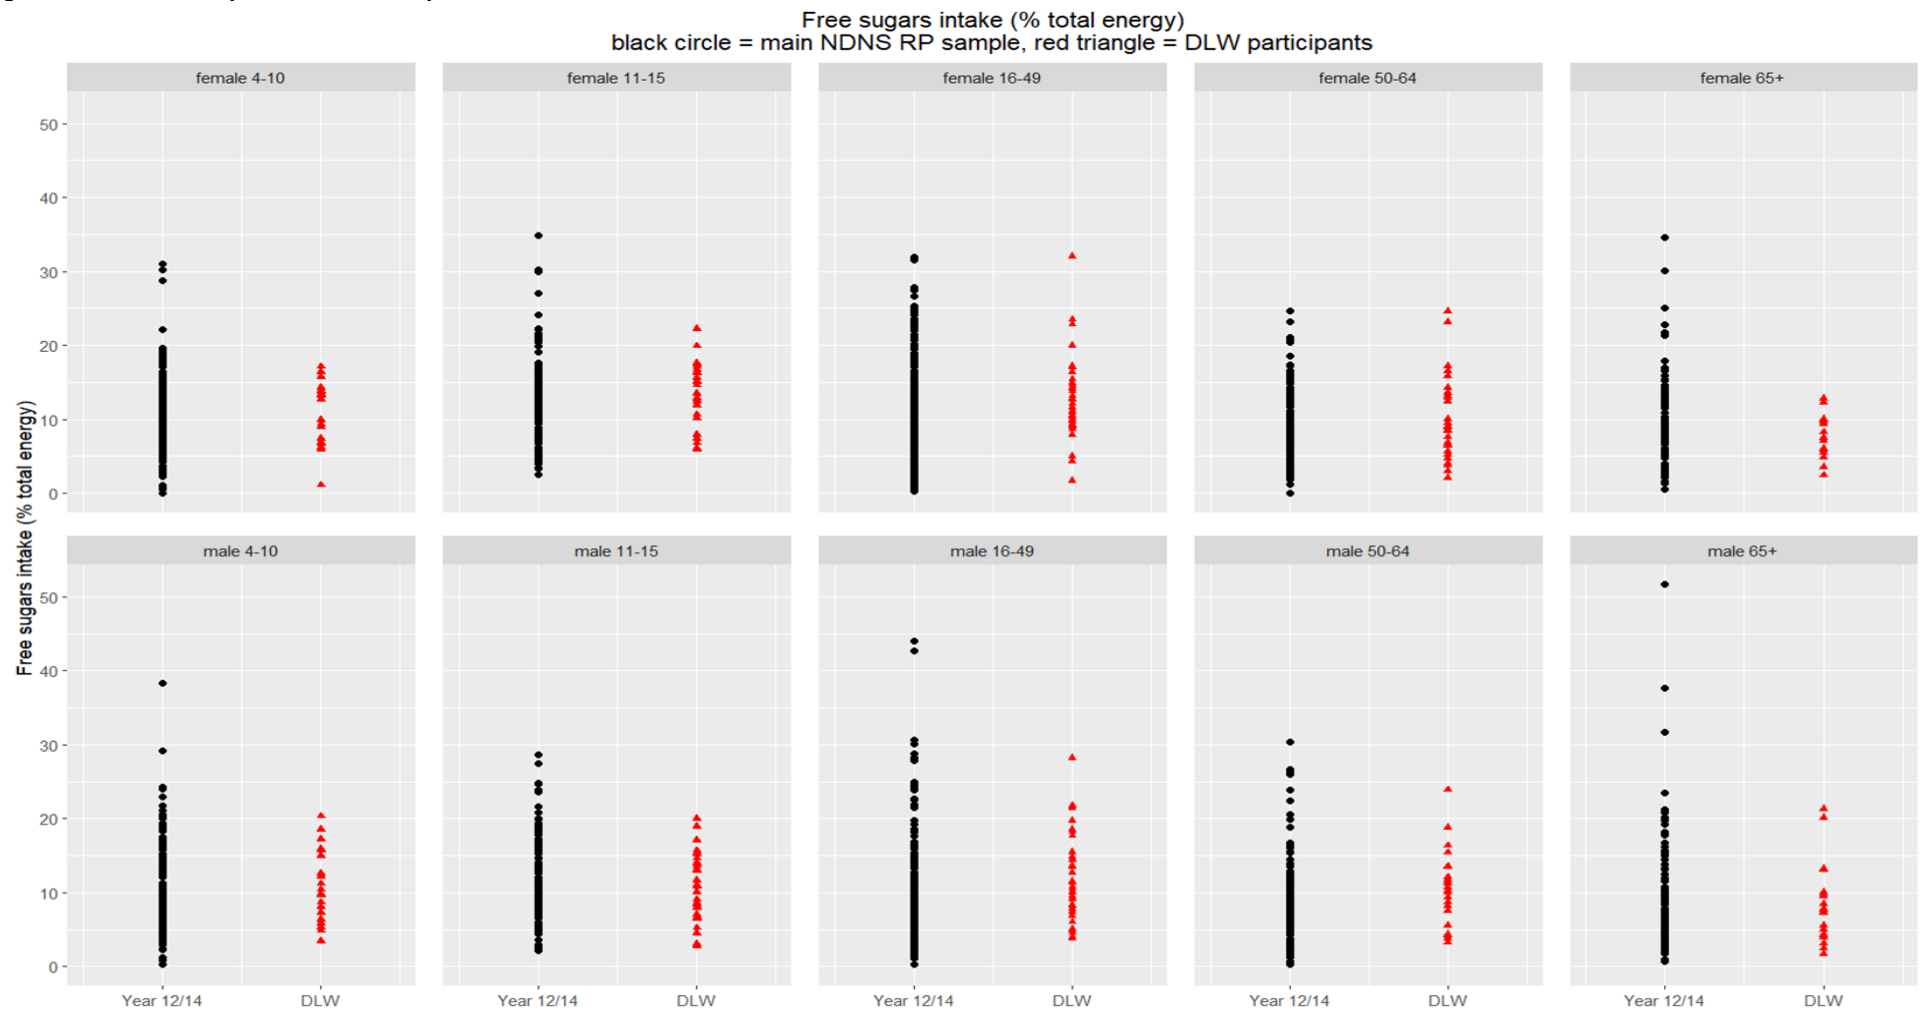 Free sugars intake (% total energy)
black circle = main NDNS RP sample, red triangle = DLW participants
female 4-10
female 11-15
female 16-49
female 50-64
female 65+
50
40
30
20
10
0
Free sugars intake (% total energy)
male 4-10
male 11-15
male 16-49
male 50-64
male 65+
50
40
30
20
10
0
Year 12/14
DLW
Year 12/14
DLW
Year 12/14
DLW
Year 12/14
DLW
Year 12/14
DLW